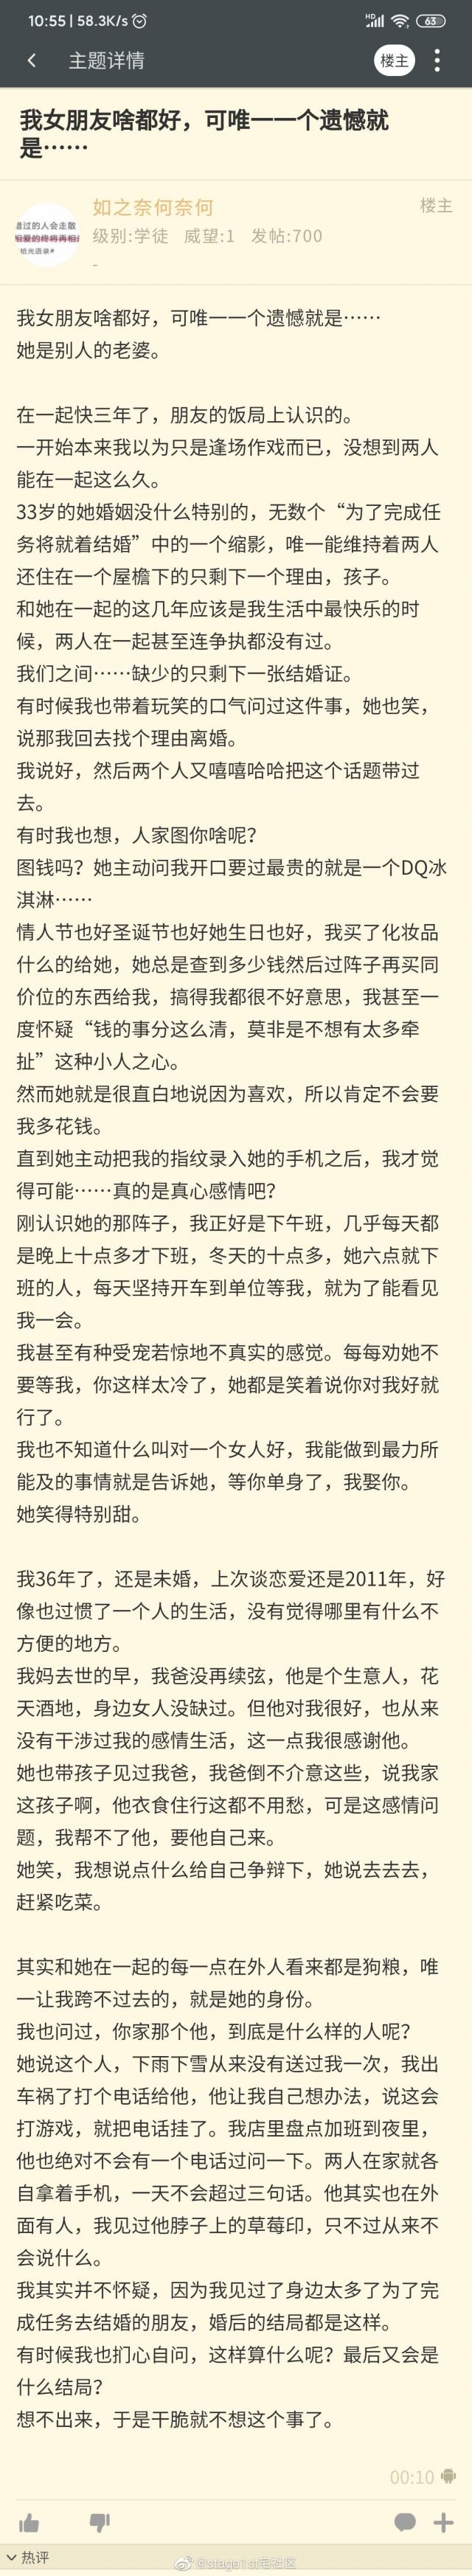 10:55 | 58.3K/s
HD
63
主题详情
楼主
我女朋友啥都好，可唯一一个遗憾就
是……
如之奈何奈何
楼主
级别:学徒 威望:1 发帖:700
-
我女朋友啥都好，可唯一一个遗憾就是……
她是别人的老婆。
在一起快三年了，朋友的饭局上认识的。
一开始本来我以为只是逢场作戏而已，没想到两人
能在一起这么久。
33岁的她婚姻没什么特别的，无数个“为了完成任
务将就着结婚”中的一个缩影，唯一能维持着两人
还住在一个屋檐下的只剩下一个理由，孩子。
和她在一起的这几年应该是我生活中最快乐的时
候，两人在一起甚至连争执都没有过。
我们之间……缺少的只剩下一张结婚证。
有时候我也带着玩笑的口气问过这件事，她也笑，
说那我回去找个理由离婚。
我说好，然后两个人又嘻嘻哈哈把这个话题带过
去。
有时我也想，人家图你啥呢？
图钱吗？她主动问我开口要过最贵的就是一个DQ冰
淇淋……
情人节也好圣诞节也好她生日也好，我买了化妆品
什么的给她，她总是查到多少钱然后过阵子再买同
价位的东西给我，搞得我都很不好意思，我甚至一
度怀疑“钱的事分这么清，莫非是不想有太多牵
扯”这种小人之心。
然而她就是很直白地说因为喜欢，所以肯定不会要
我多花钱。
直到她主动把我的指纹录入她的手机之后，我才觉
得可能……真的是真心感情吧？
刚认识她的那阵子，我正好是下午班，几乎每天都
是晚上十点多才下班，冬天的十点多，她六点就下
班的人，每天坚持开车到单位等我，就为了能看见
我一会。
我甚至有种受宠若惊地不真实的感觉。每每劝她不
要等我，你这样太冷了，她都是笑着说你对我好就
行了。
我也不知道什么叫对一个女人好，我能做到最力所
能及的事情就是告诉她，等你单身了，我娶你。
她笑得特别甜。
我36年了，还是未婚，上次谈恋爱还是2011年，好
像也过惯了一个人的生活，没有觉得哪里有什么不
方便的地方。
我妈去世的早，我爸没再续弦，他是个生意人，花
天酒地，身边女人没缺过。但他对我很好，也从来
没有干涉过我的感情生活，这一点我很感谢他。
她也带孩子见过我爸，我爸倒不介意这些，说我家
这孩子啊，他衣食住行这都不用愁，可是这感情问
题，我帮不了他，要他自己来。
她笑，我想说点什么给自己争辩下，她说去去去，
赶紧吃菜。
其实和她在一起的每一点在外人看来都是狗粮，唯
一让我跨不过去的，就是她的身份。
我也问过，你家那个他，到底是什么样的人呢？
她说这个人，下雨下雪从来没有送过我一次，我出
车祸了打个电话给他，他让我自己想办法，说这会
打游戏，就把电话挂了。我店里盘点加班到夜里，
他也绝对不会有一个电话过问一下。两人在家就各
自拿着手机，一天不会超过三句话。他其实也在外
面有人，我见过他脖子上的草莓印，只不过从来不
会说什么。
我其实并不怀疑，因为我见过了身边太多了为了完
成任务去结婚的朋友，婚后的结局都是这样。
有时候我也扪心自问，这样算什么呢？最后又会是
什么结局？
想不出来，于是干脆就不想这个事了。
00:10
热评
@stage1st宅社区